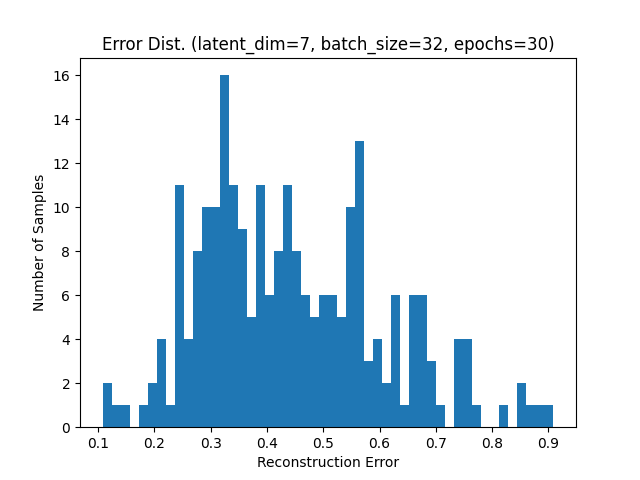 Error Dist. (latent_dim=7, batch_size=32, epochs=30)
16
14
12
10
8
6
4
2
0
Number of Samples
0.1 0.2 0.3 0.4 0.5 0.6 0.7 0.8 0.9
Reconstruction Error